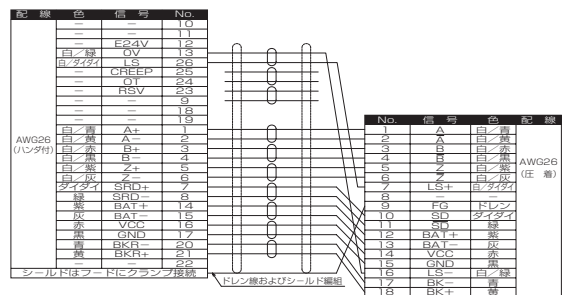 配 線 色 信 号 No.
－ － 10
－ － 11
－ E24V 12
白／緑 0V 13
白／ダイダイ LS 26
－ CREEP 25
－ OT 24
－ RSV 23
－ － 9
－ － 18
－ － 19
AWG26
(ハンダ付)
白／青 A+ 1
白／黄 A－ 2
白／赤 B+ 3
白／黒 B－ 4
白／紫 Z+ 5
白／灰 Z－ 6
ダイダイ SRD+ 7
緑 SRD－ 8
紫 BAT+ 14
灰 BAT－ 15
赤 VCC 16
黒 GND 17
青 BKR－ 20
黄 BKR+ 21
－ － 22
シールドはフードにクランプ接続
ドレン線およびシールド編組
No. 信 号 色 配 線
1 A 白／青
2 A̅ 白／黄
3 B 白／赤
4 B̅ 白／黒
5 Z 白／紫
6 Z̅ 白／灰
7 LS+ 白／ダイダイ
8 － －
9 FG ドレン
10 SD ダイダイ
11 S̅D̅ 緑
12 BAT+ 紫
13 BAT－ 灰
14 VCC 赤
15 GND 黒
16 LS－ 白／緑
17 BK－ 青
18 BK+ 黄
AWG26
(圧 着)